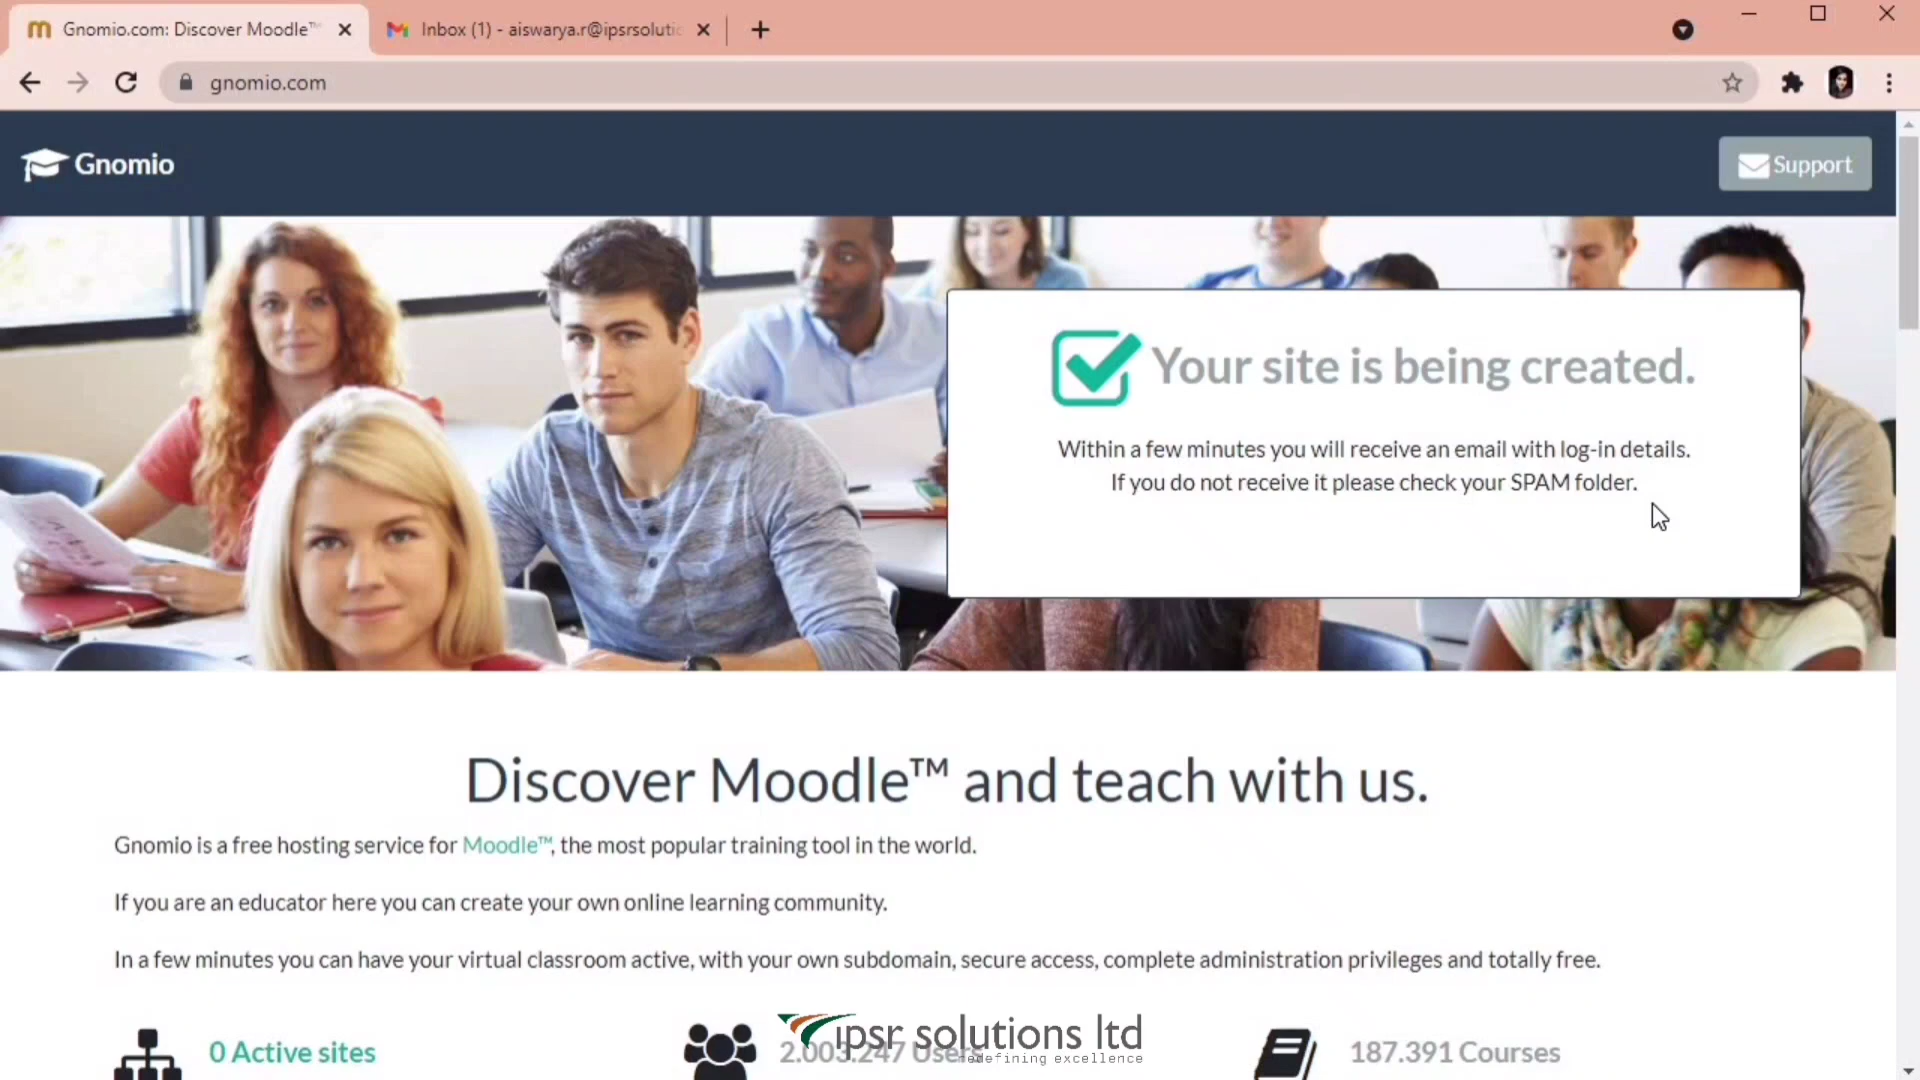 Gnomio.com: Discover Moodle™
Inbox (1) - aiswarya.r@ipsrsolutic
gnomio.com
Gnomio
Support
Your site is being created.
Within a few minutes you will receive an email with log-in details.
If you do not receive it please check your SPAM folder.
Discover Moodle™ and teach with us.
Gnomio is a free hosting service for Moodle™, the most popular training tool in the world.
If you are an educator here you can create your own online learning community.
In a few minutes you can have your virtual classroom active, with your own subdomain, secure access, complete administration privileges and totally free.
0 Active sites
2.003.247 Users
187.391 Courses
ipsr solutions ltd
redefining excellence